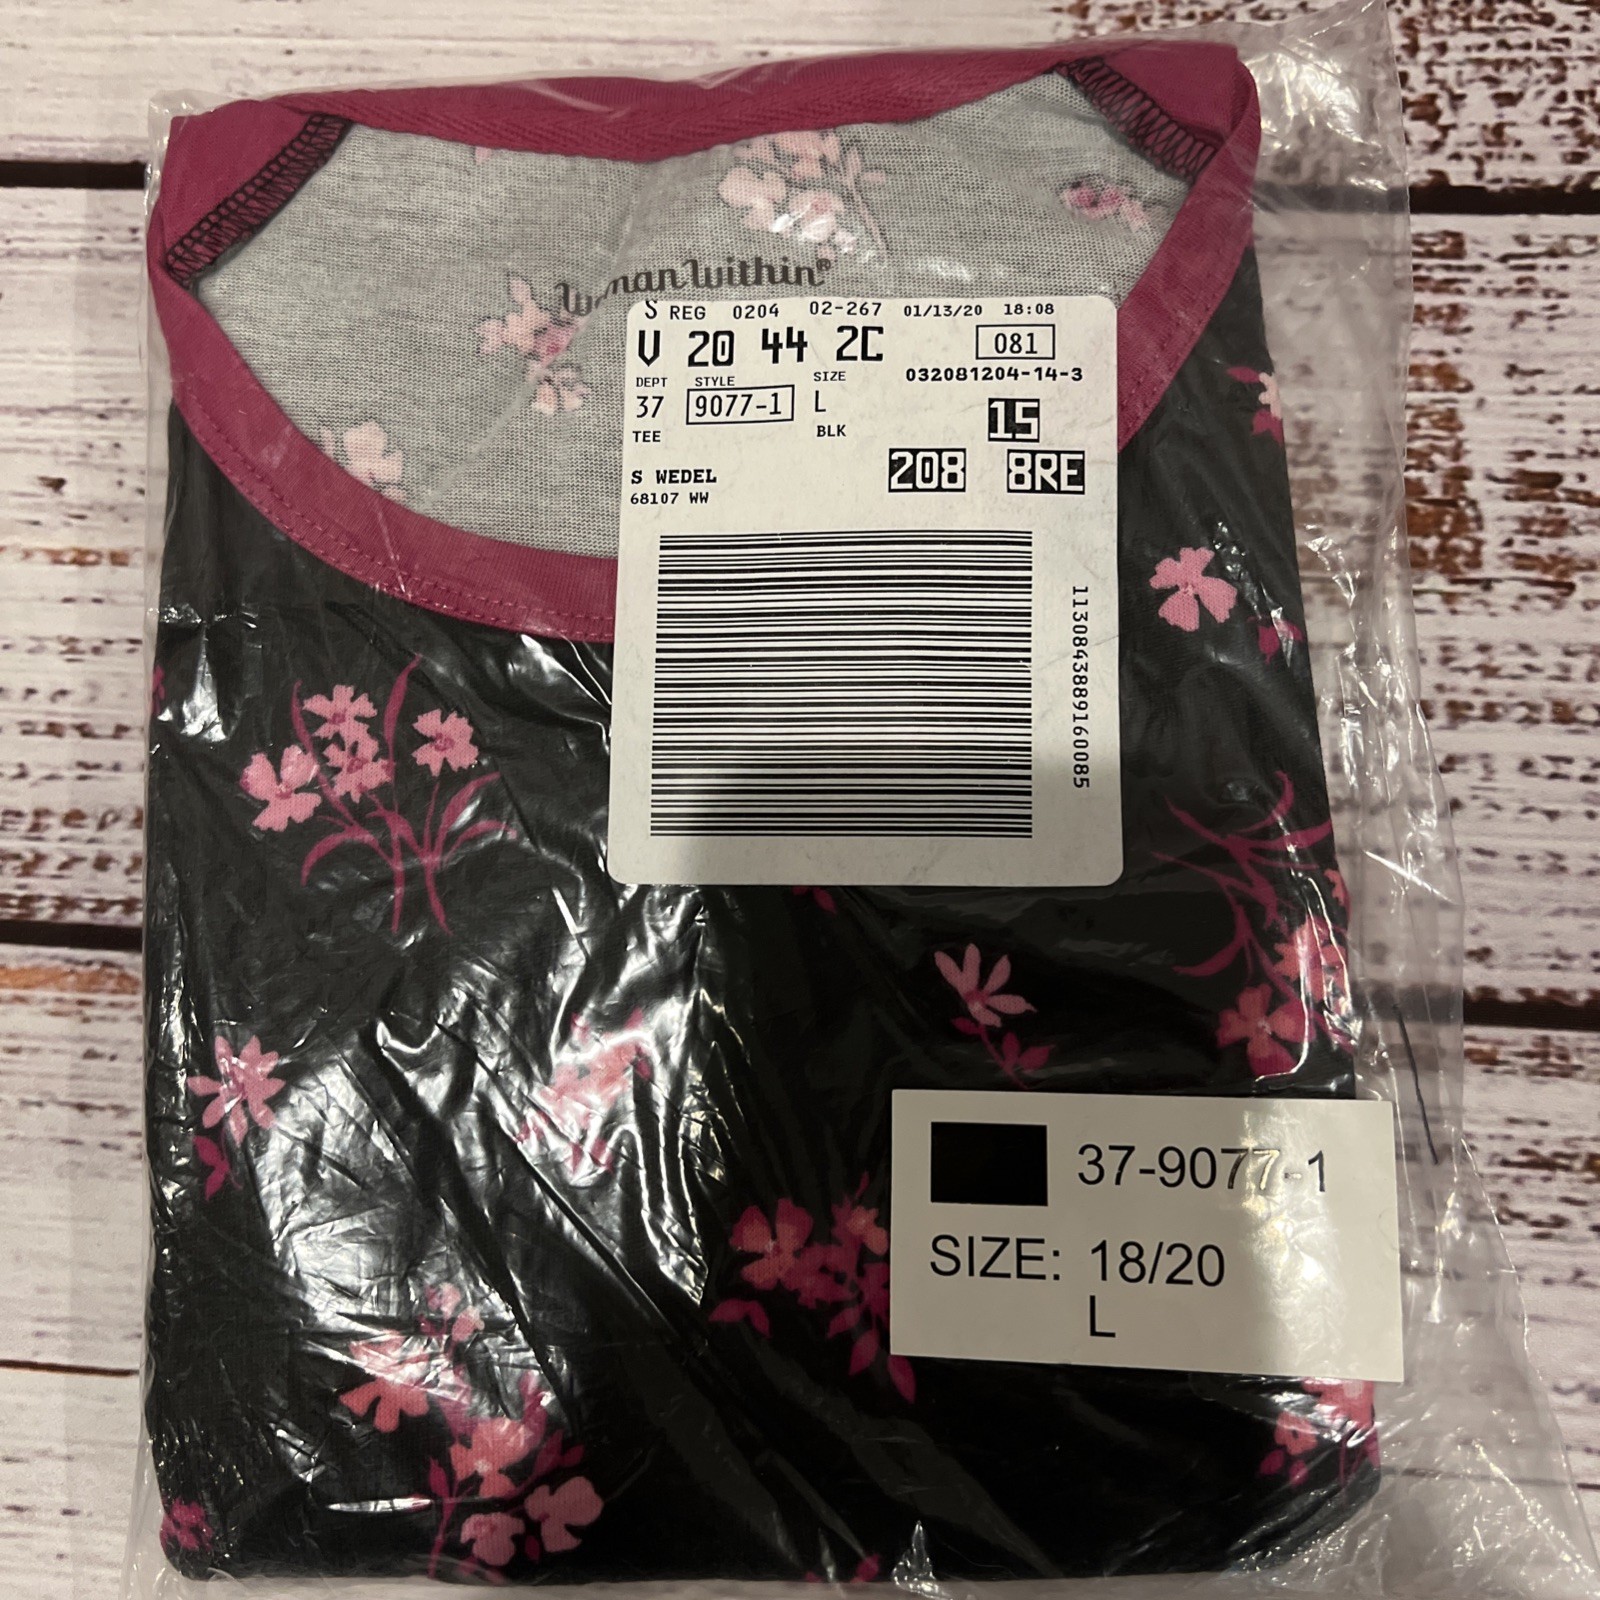 Woman Within®
S REG 0204 02-267 01/13/20 18:08
V 20 44 2C 081
DEPT STYLE SIZE 032081204-14-3
37 9077-1 L
TEE BLK 15
208 8RE
S WEDEL
68107 WW
1130843889160085
37-9077-1
SIZE: 18/20
L